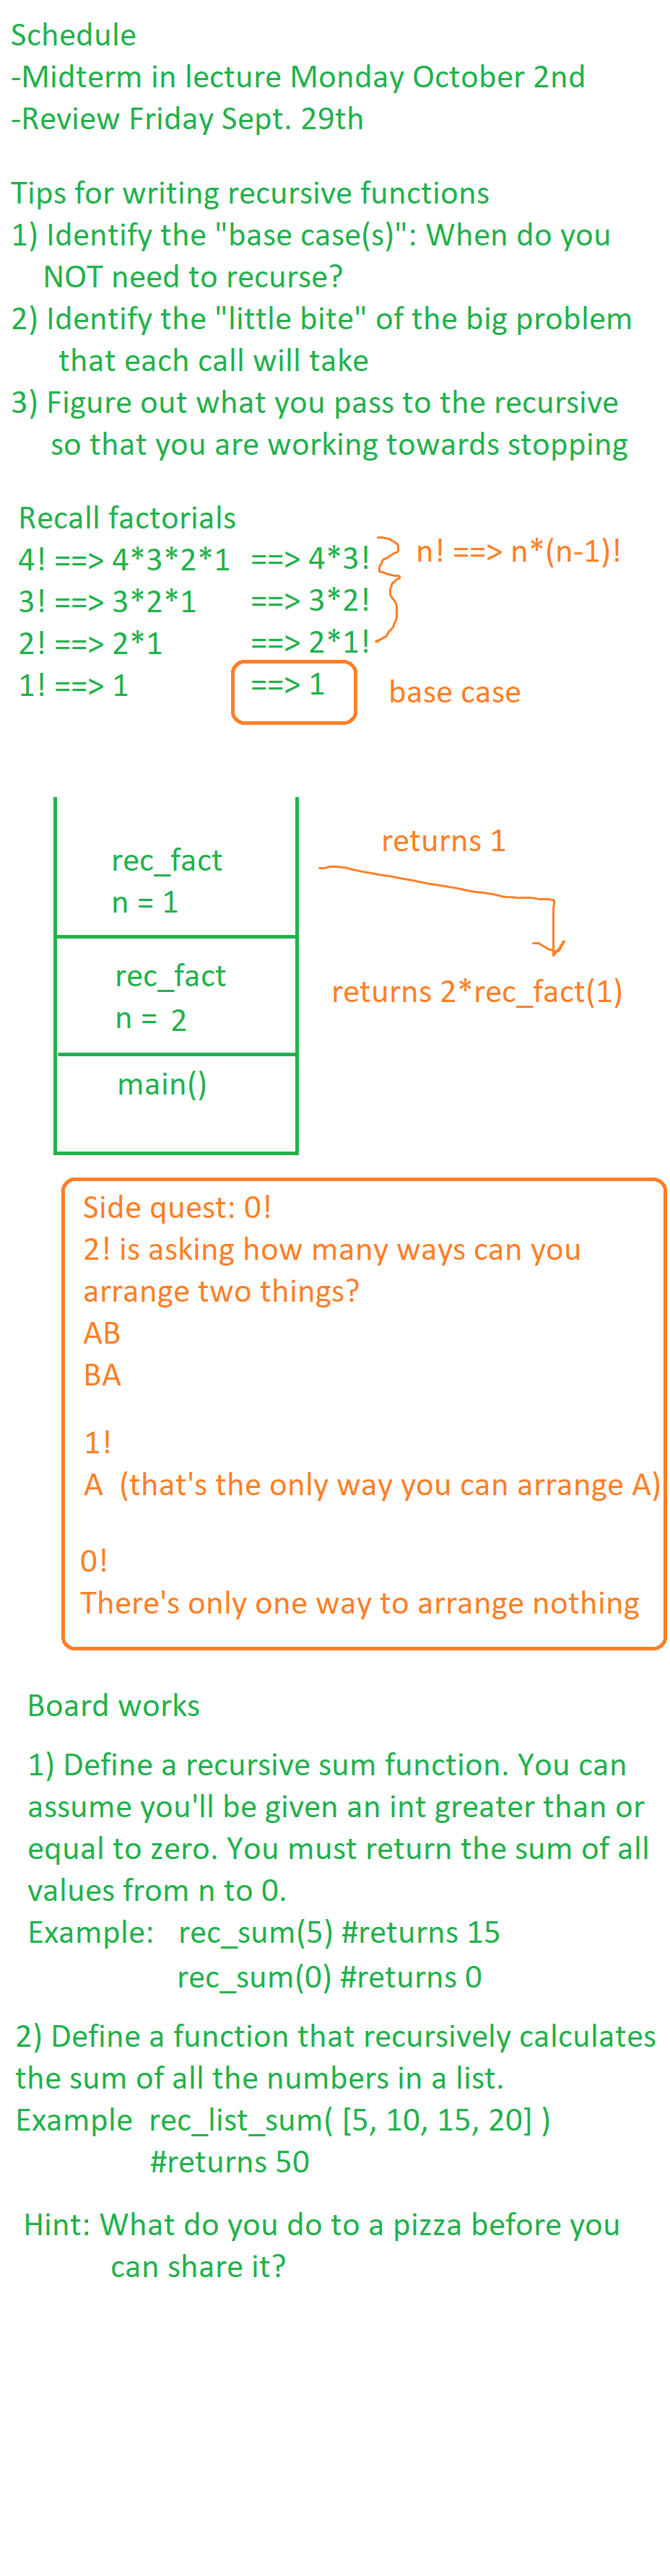 Schedule
-Midterm in lecture Monday October 2nd
-Review Friday Sept. 29th
Tips for writing recursive functions
1) Identify the "base case(s)": When do you
NOT need to recurse?
2) Identify the "little bite" of the big problem
that each call will take
3) Figure out what you pass to the recursive
so that you are working towards stopping
Recall factorials
4! ==> 4*3*2*1 ==> 4*3! n! ==> n*(n-1)!
3! ==> 3*2*1 ==> 3*2!
2! ==> 2*1 ==> 2*1!
1! ==> 1 ==> 1 base case
returns 1
rec_fact
n = 1
rec_fact
n = 2
returns 2*rec_fact(1)
main()
Side quest: 0!
2! is asking how many ways can you
arrange two things?
AB
BA
1!
A (that's the only way you can arrange A)
0!
There's only one way to arrange nothing
Board works
1) Define a recursive sum function. You can
assume you'll be given an int greater than or
equal to zero. You must return the sum of all
values from n to 0.
Example: rec_sum(5) #returns 15
rec_sum(0) #returns 0
2) Define a function that recursively calculates
the sum of all the numbers in a list.
Example rec_list_sum( [5, 10, 15, 20] )
#returns 50
Hint: What do you do to a pizza before you
can share it?